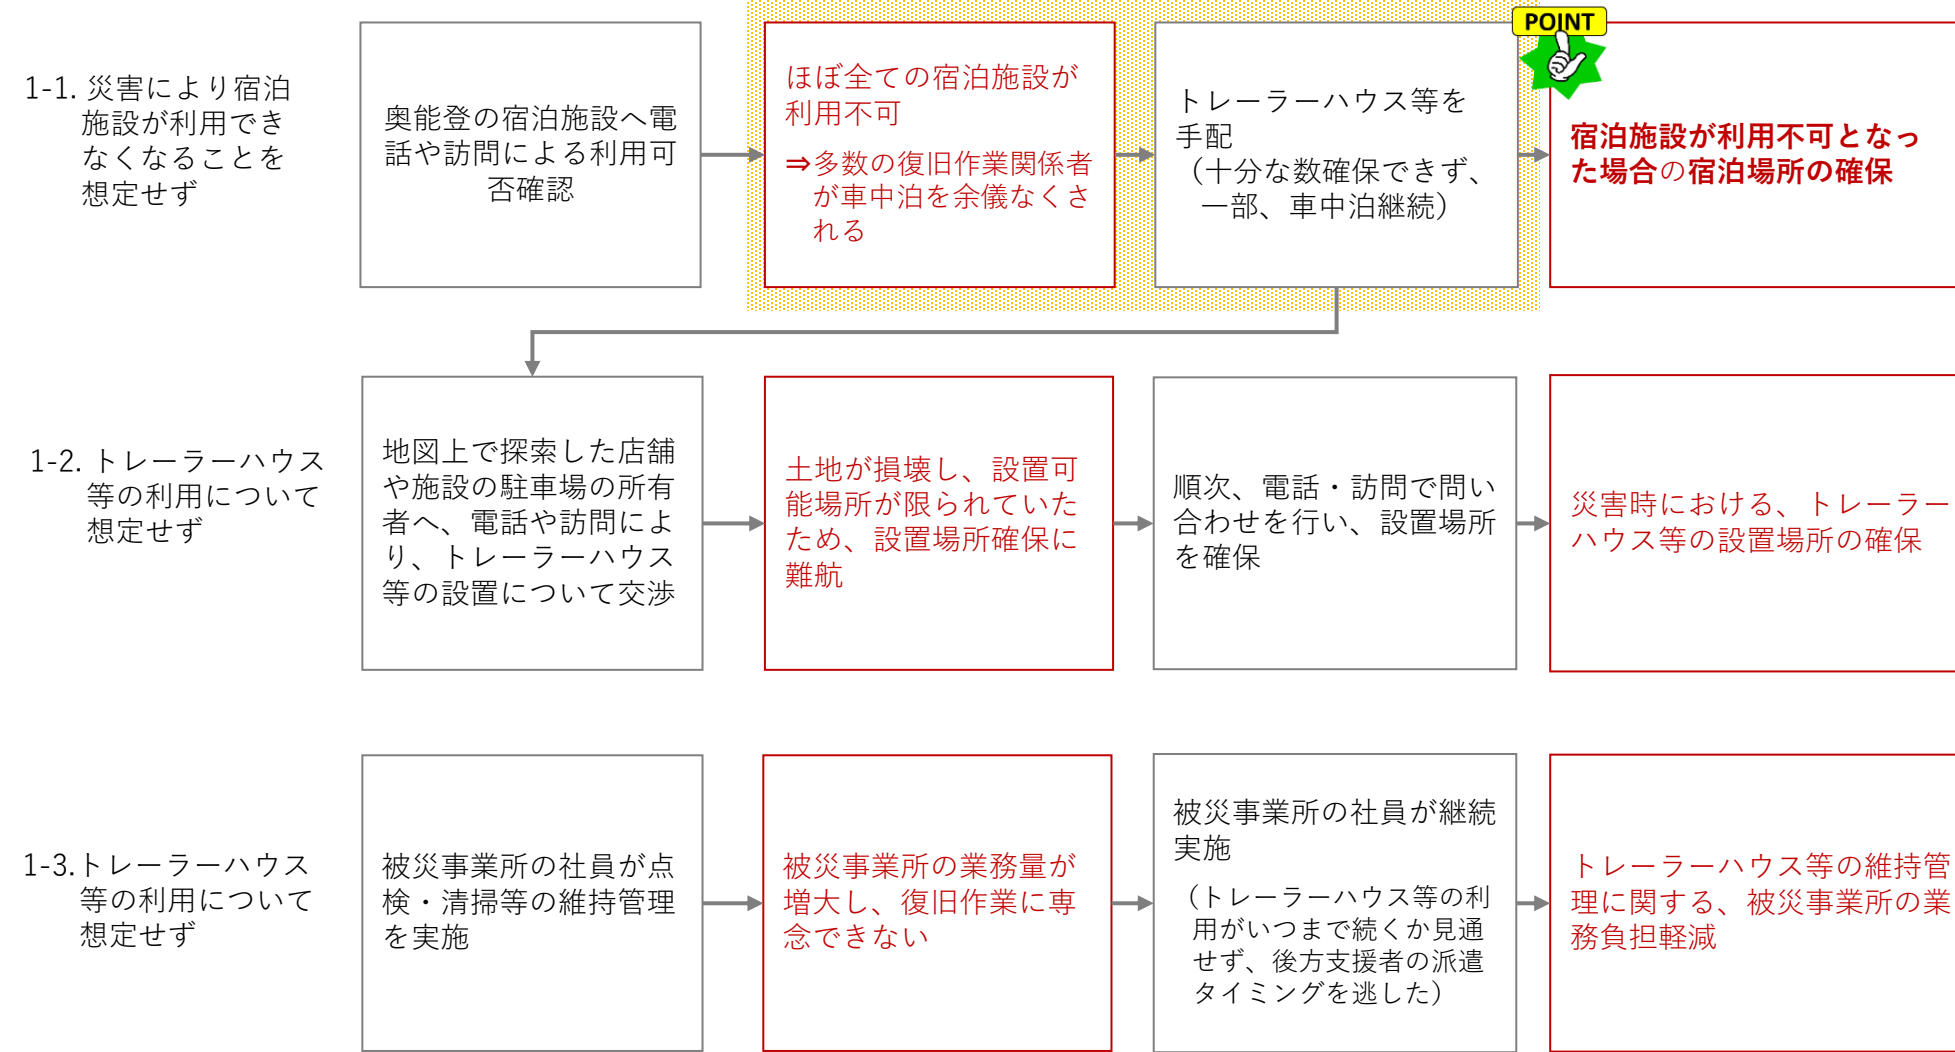 1-1. 災害により宿泊
施設が利用でき
なくなることを
想定せず
奥能登の宿泊施設へ電
話や訪問による利用可
否確認
ほぼ全ての宿泊施設が
利用不可
⇒多数の復旧作業関係者
が車中泊を余儀なくさ
れる
トレーラーハウス等を
手配
（十分な数確保できず、
一部、車中泊継続）
POINT
宿泊施設が利用不可となっ
た場合の宿泊場所の確保
1-2. トレーラーハウス
等の利用について
想定せず
地図上で探索した店舗
や施設の駐車場の所有
者へ、電話や訪問によ
り、トレーラーハウス
等の設置について交渉
土地が損壊し、設置可
能場所が限られていた
ため、設置場所確保に
難航
順次、電話・訪問で問い
合わせを行い、設置場所
を確保
災害時における、トレーラー
ハウス等の設置場所の確保
1-3.トレーラーハウス
等の利用について
想定せず
被災事業所の社員が点
検・清掃等の維持管理
を実施
被災事業所の業務量が
増大し、復旧作業に専
念できない
被災事業所の社員が継続
実施
（トレーラーハウス等の利
用がいつまで続くか見通
せず、後方支援者の派遣
タイミングを逃した）
トレーラーハウス等の維持管
理に関する、被災事業所の業
務負担軽減